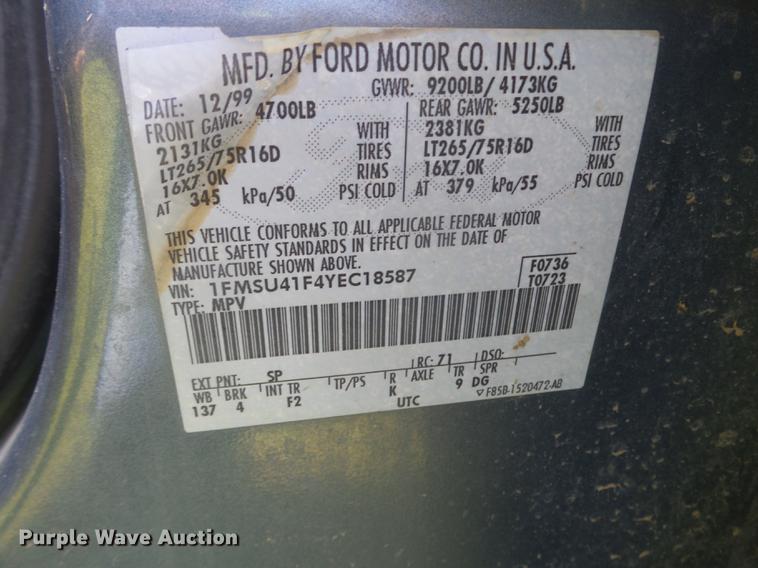 MFD. BY FORD MOTOR CO. IN U.S.A.
DATE: 12/99 GVWR: 9200LB/ 4173KG
FRONT GAWR: 4700LB REAR GAWR: 5250LB
2131KG WITH 2381KG WITH
LT265/75R16D TIRES LT265/75R16D TIRES
16X7.0K RIMS 16X7.0K RIMS
AT 345 kPa/50 PSI COLD AT 379 kPa/55 PSI COLD
THIS VEHICLE CONFORMS TO ALL APPLICABLE FEDERAL MOTOR
VEHICLE SAFETY STANDARDS IN EFFECT ON THE DATE OF
MANUFACTURE SHOWN ABOVE.
VIN: 1FMSU41F4YEC18587 F0736
TYPE: MPV T0723
EXT PNT: SP RC: 71 DSO:
WB BRK INT TR TP/PS R AXLE TR SPR
137 4 F2 K 9 DG
UTC ▽ F85B-1520472-AB
Purple Wave Auction